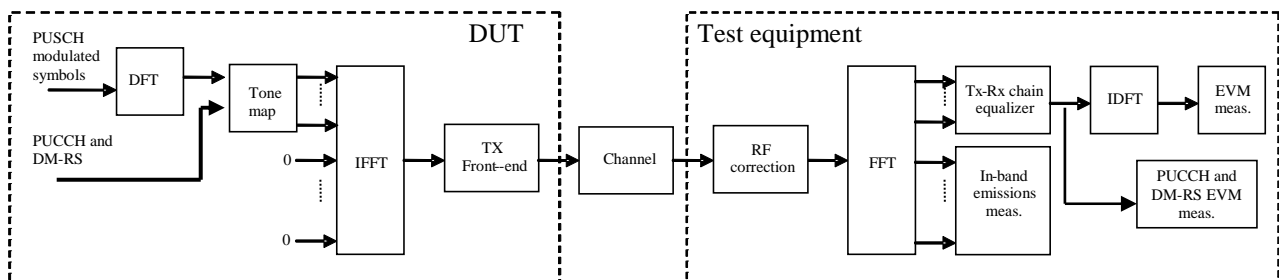 DUT
Test equipment
PUSCH
modulated
symbols
DFT
PUCCH and
DM-RS
Tone
map
0
0
IFFT
TX
Front--end
Channel
RF
correction
FFT
Tx-Rx chain
equalizer
In-band
emissions
meas.
IDFT
EVM
meas.
PUCCH and
DM-RS EVM
meas.